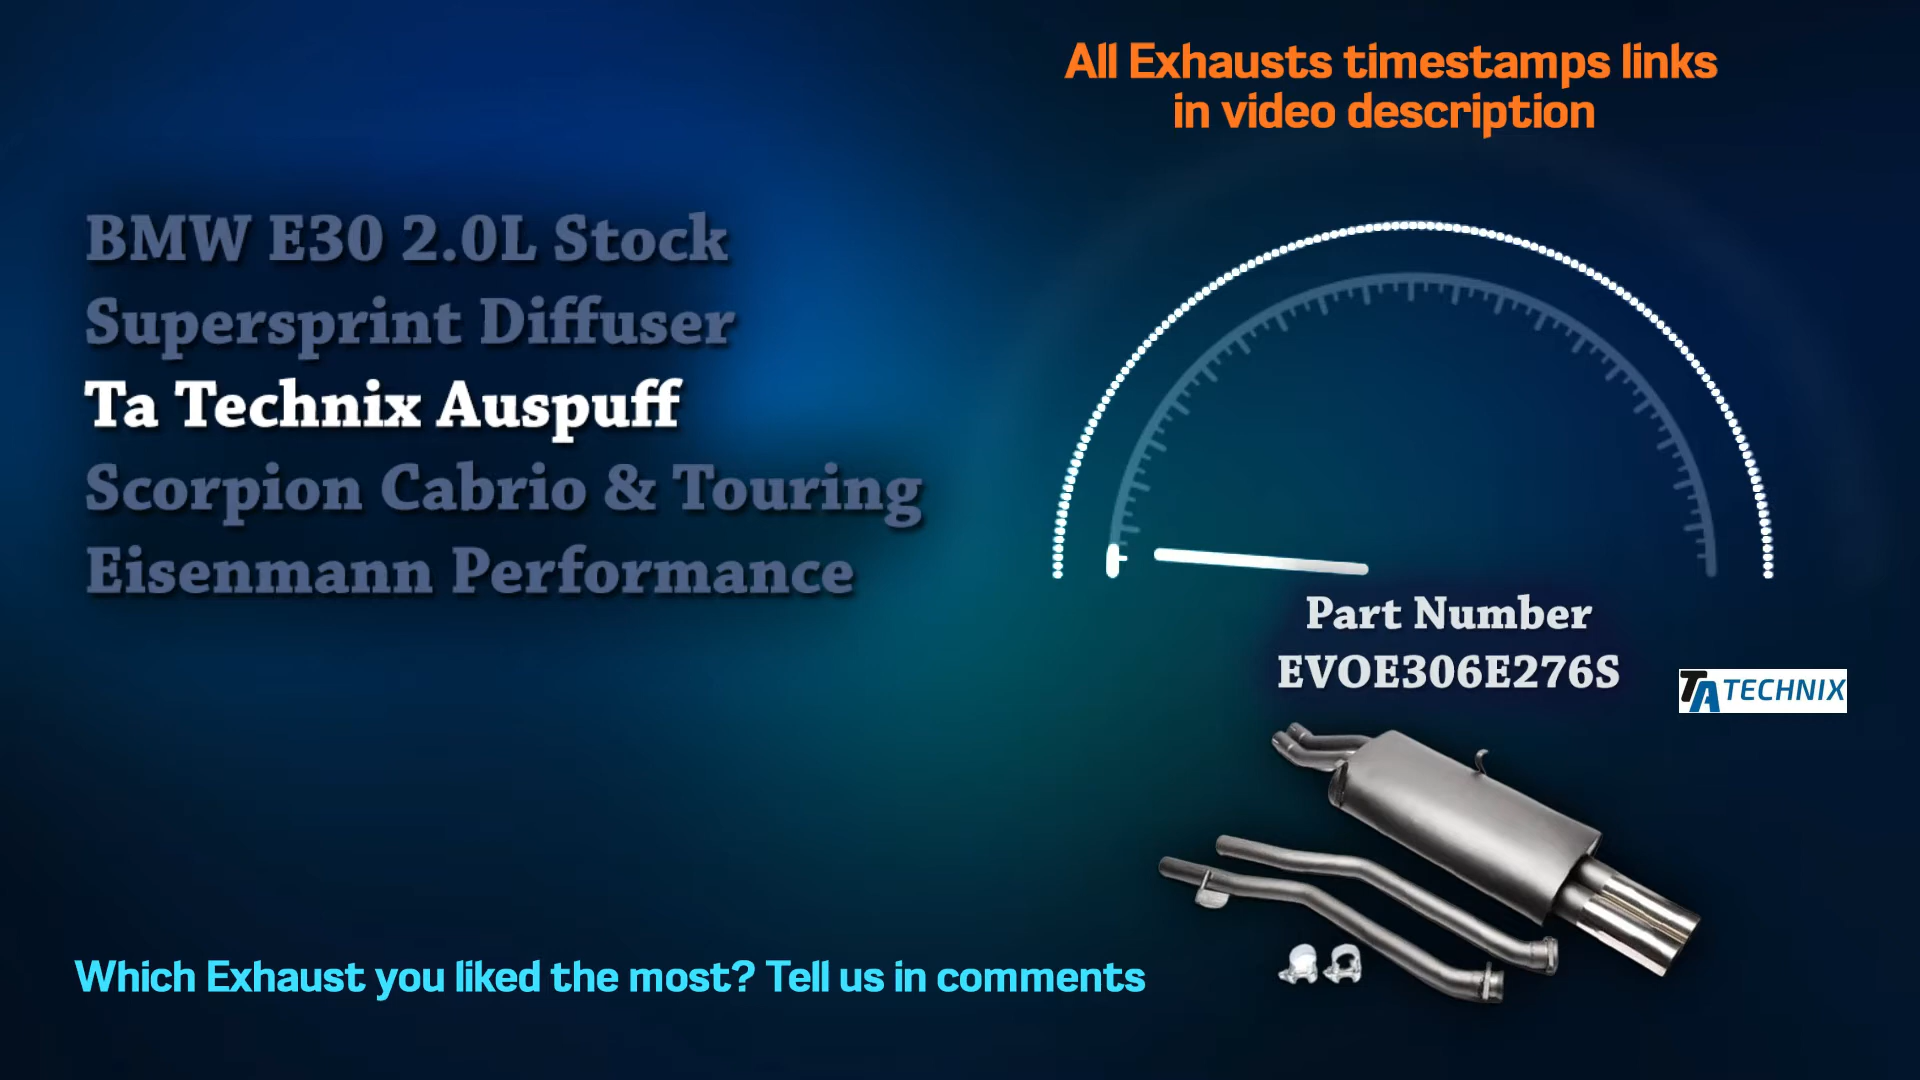 All Exhausts timestamps links
in video description
BMW E30 2.0L Stock
Supersprint Diffuser
Ta Technix Auspuff
Scorpion Cabrio & Touring
Eisenmann Performance
Part Number
EVOE306E276S
TA TECHNIX
Which Exhaust you liked the most? Tell us in comments